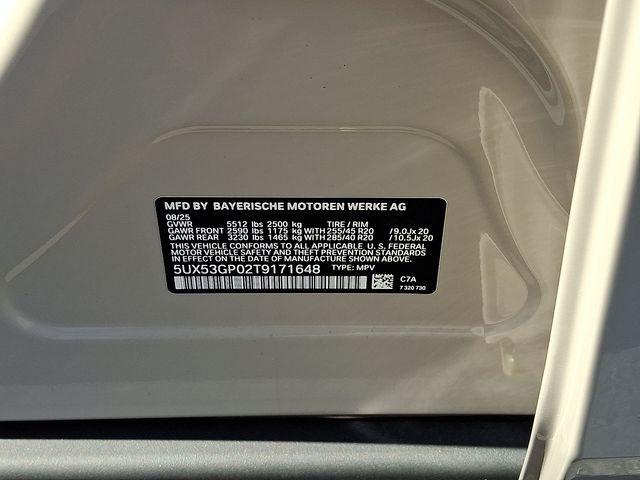 MFD BY BAYERISCHE MOTOREN WERKE AG
08/25
GVWR 5512 lbs 2500 kg TIRE / RIM
GAWR FRONT 2590 lbs 1175 kg WITH 255/45 R20 /9.0Jx 20
GAWR REAR 3230 lbs 1465 kg WITH 285/40 R20 /10.5Jx 20
THIS VEHICLE CONFORMS TO ALL APPLICABLE U. S. FEDERAL
MOTOR VEHICLE SAFETY AND THEFT PREVENTION STANDARDS
IN EFFECT ON THE DATE OF MANUFACTURE SHOWN ABOVE.
5UX53GP02T9171648 TYPE: MPV
C7A
7 320 730